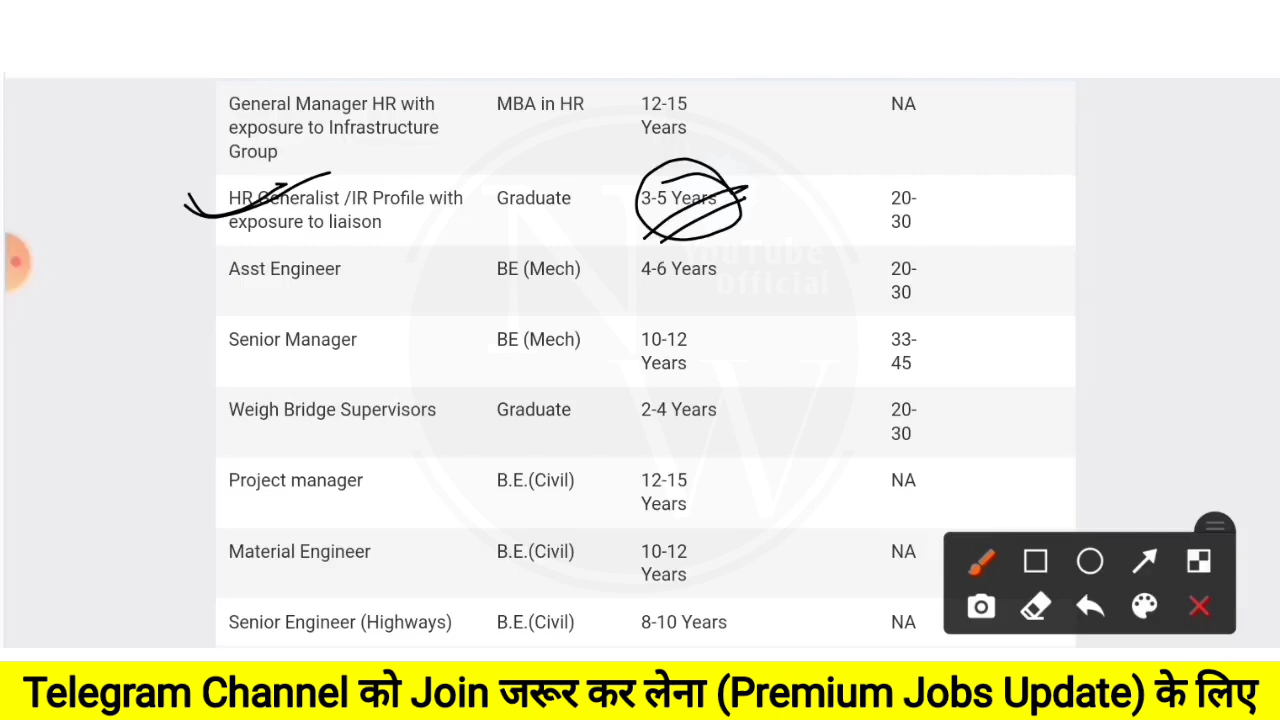 General Manager HR with MBA in HR 12-15 NA
exposure to Infrastructure Years
Group
HR Generalist /IR Profile with Graduate 3-5 Years 20-
exposure to liaison 30
YouTube
Asst Engineer BE (Mech) 4-6 Years 20-
Official
30
Senior Manager BE (Mech) 10-12 33-
Years 45
NW
Weigh Bridge Supervisors Graduate 2-4 Years 20-
30
Project manager B.E.(Civil) 12-15 NA
Years
Material Engineer B.E.(Civil) 10-12 NA
Years
Senior Engineer (Highways) B.E.(Civil) 8-10 Years NA
Telegram Channel को Join जरूर कर लेना (Premium Jobs Update) के लिए